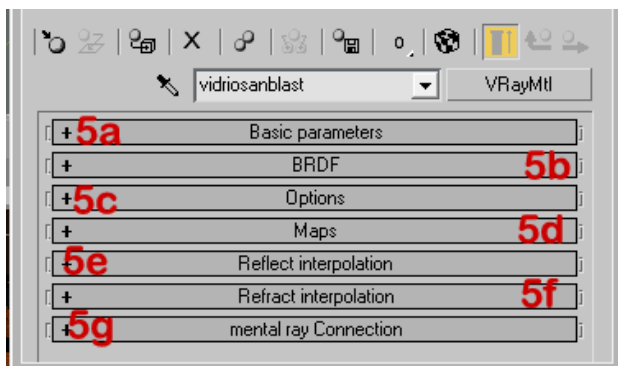 0
vidriosanblast VRayMtl
+ 5a Basic parameters
+ BRDF 5b
+ 5c Options
+ Maps 5d
+ 5e Reflect interpolation
+ Refract interpolation 5f
+ 5g mental ray Connection